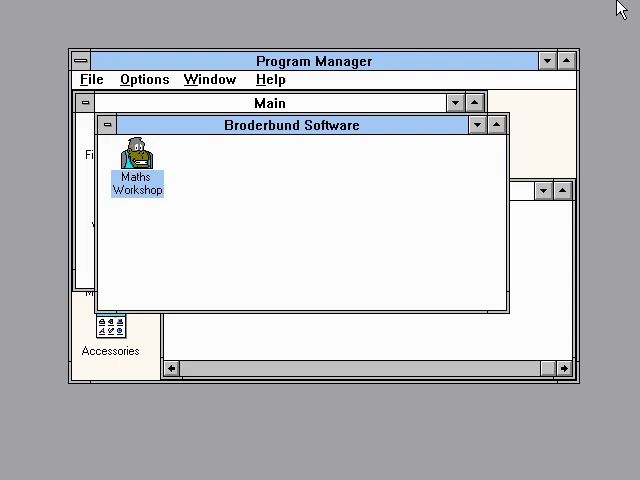 Program Manager
File Options Window Help
Main
Broderbund Software
Maths
Workshop
Accessories